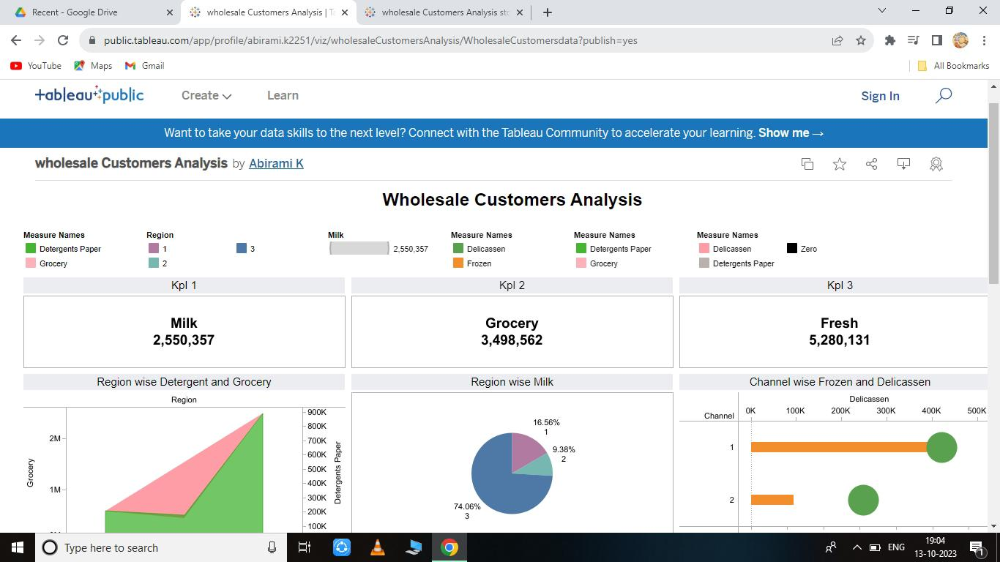 Recent - Google Drive
wholesale Customers Analysis | Ta
wholesale Customers Analysis sto
public.tableau.com/app/profile/abirami.k2251/viz/wholesaleCustomersAnalysis/WholesaleCustomersdata?publish=yes
YouTube Maps Gmail All Bookmarks
+ableau+public Create Learn Sign In
Want to take your data skills to the next level? Connect with the Tableau Community to accelerate your learning. Show me →
wholesale Customers Analysis by Abirami K
Wholesale Customers Analysis
Measure Names
Detergents Paper
Grocery
Region
1
2
3
Milk
2,550,357
Measure Names
Delicassen
Frozen
Measure Names
Detergents Paper
Grocery
Measure Names
Delicassen
Detergents Paper
Zero
KpI 1
KpI 2
KpI 3
Milk
2,550,357
Grocery
3,498,562
Fresh
5,280,131
Region wise Detergent and Grocery
Region
Grocery
2M
1M
900K
800K
700K
600K
500K
400K
300K
200K
100K
Detergents Paper
Region wise Milk
16.56%
1
9.38%
2
74.06%
3
Channel wise Frozen and Delicassen
Delicassen
Channel
0K 100K 200K 300K 400K 500K
1
2
Type here to search
ENG
19:04
13-10-2023
1